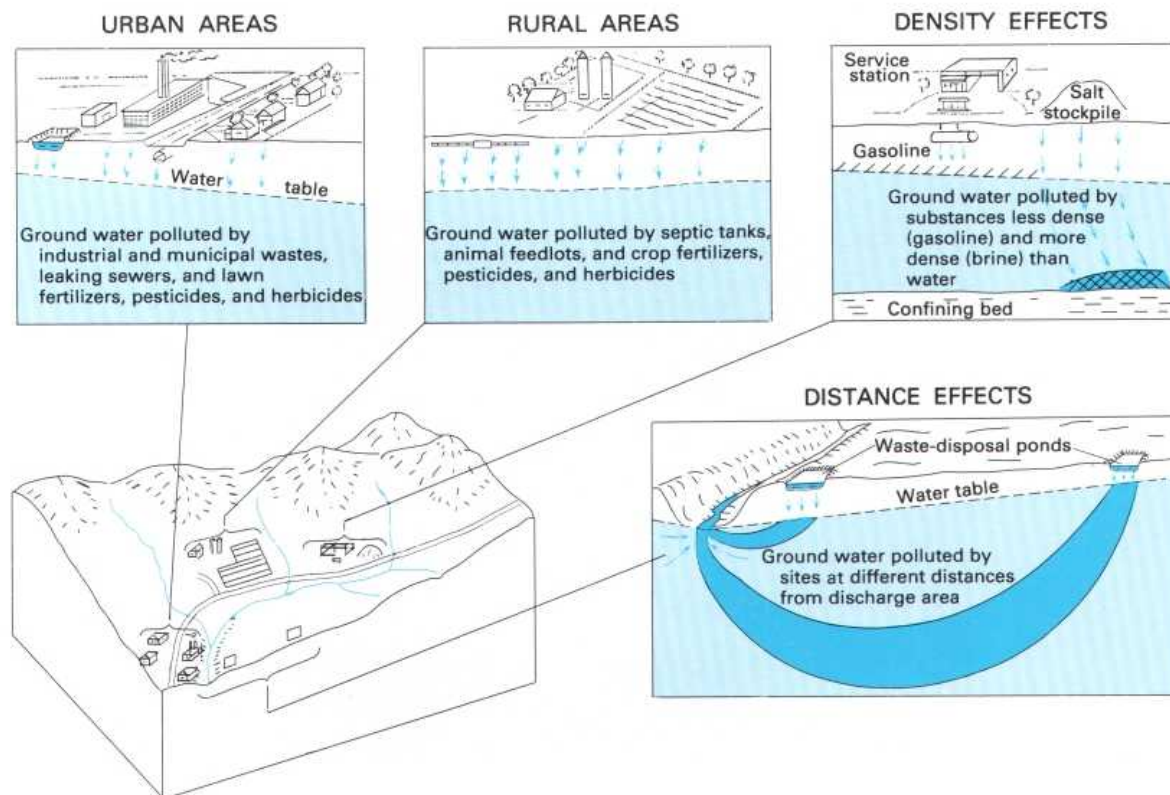 URBAN AREAS
Water table
Ground water polluted by
industrial and municipal wastes,
leaking sewers, and lawn
fertilizers, pesticides, and herbicides
RURAL AREAS
Ground water polluted by septic tanks,
animal feedlots, and crop fertilizers,
pesticides, and herbicides
DENSITY EFFECTS
Service
station
Salt
stockpile
Gasoline
Ground water polluted by
substances less dense
(gasoline) and more
dense (brine) than
water
Confining bed
DISTANCE EFFECTS
Waste-disposal ponds
Water table
Ground water polluted by
sites at different distances
from discharge area